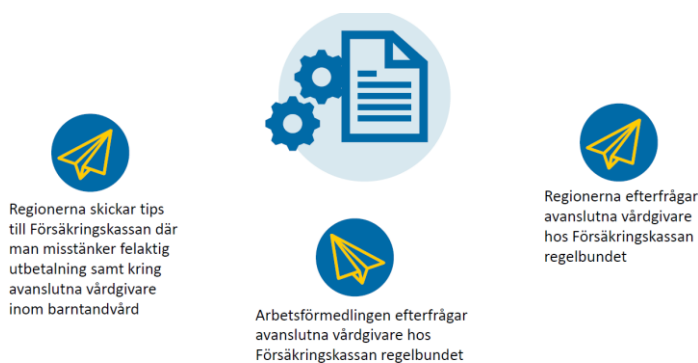 Regionerna skickar tips
till Försäkringskassan där
man misstänker felaktig
utbetalning samt kring
avanslutna vårdgivare
inom barntandvård
Arbetsförmedlingen efterfrågar
avanslutna vårdgivare hos
Försäkringskassan regelbundet
Regionerna efterfrågar
avanslutna vårdgivare
hos Försäkringskassan
regelbundet